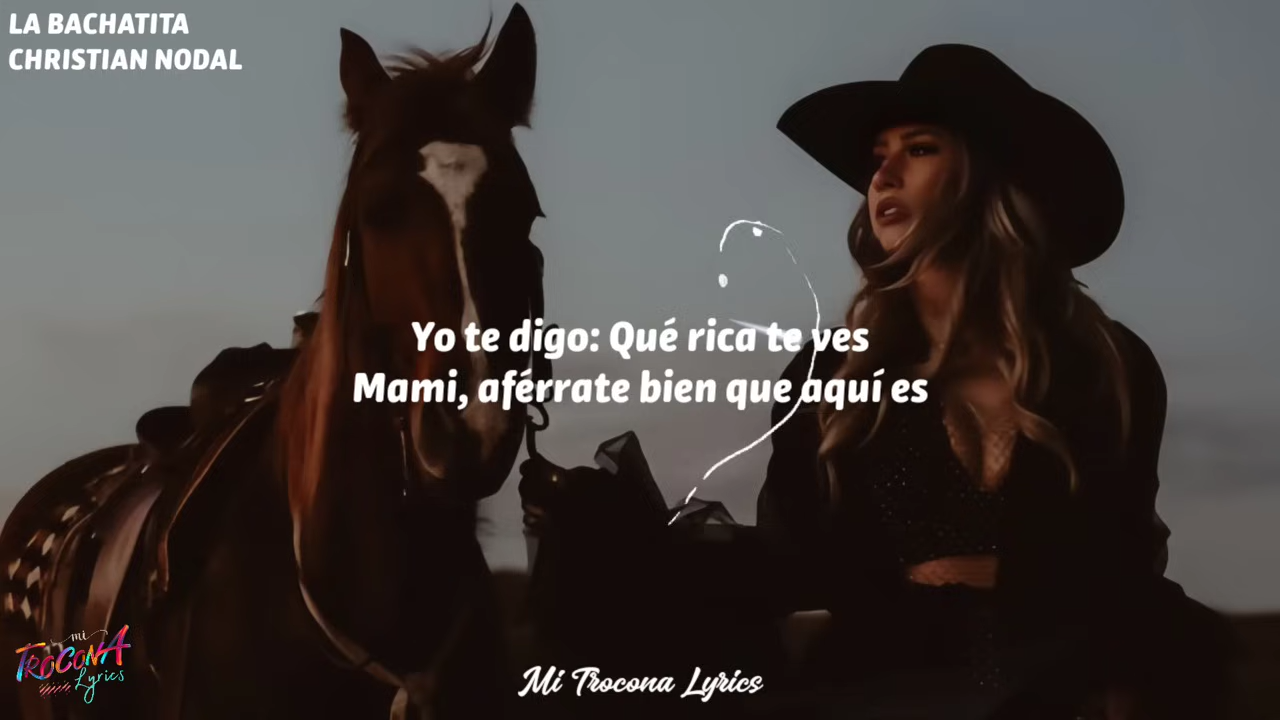 LA BACHATITA
CHRISTIAN NODAL
Yo te digo: Qué rica te ves
Mami, aférrate bien que aquí es
mi
TROCONA
Lyrics
Mi Trocona Lyrics